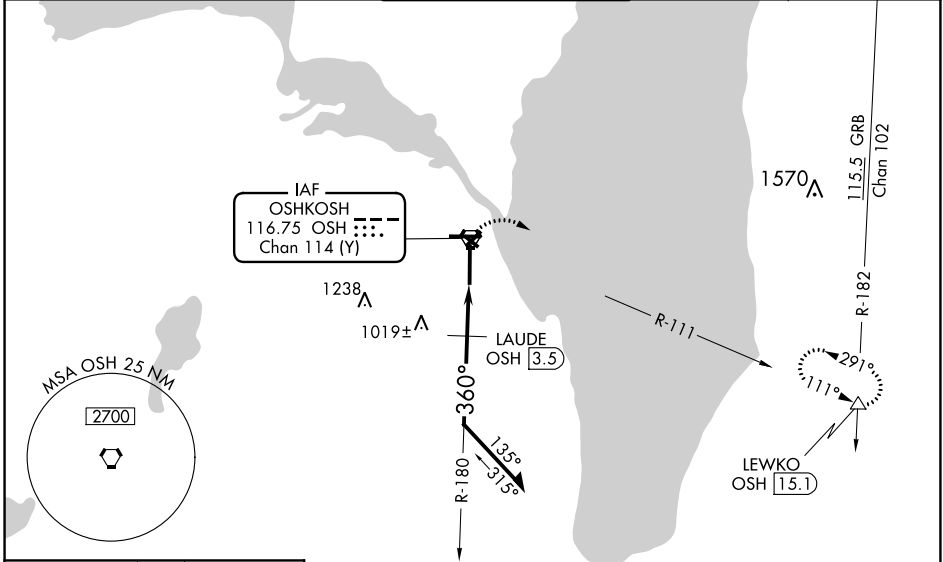 IAF
OSHKOSH
116.75 OSH
Chan 114 (Y)
1570
115.5 GRB
Chan 102
R-182
1238
1019±
LAUDE
OSH 3.5
R-111
360°
291°
111°
MSA OSH 25 NM
2700
135°
315°
R-180
LEWKO
OSH 15.1